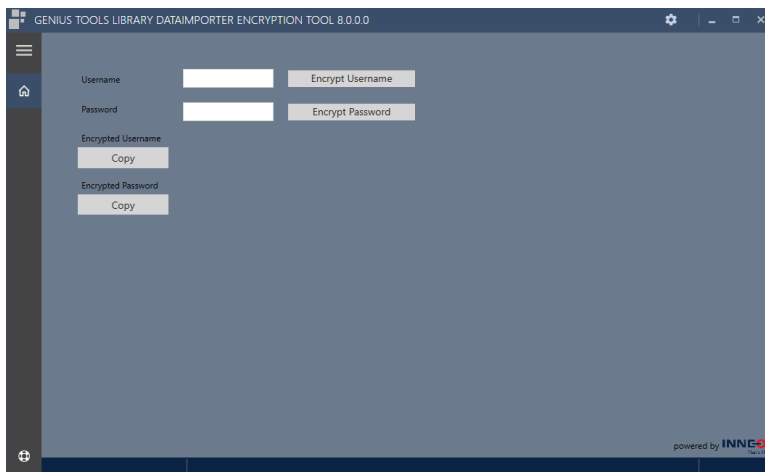 GENIUS TOOLS LIBRARY DATAIMPORTER ENCRYPTION TOOL 8.0.0.0
Username
Encrypt Username
Password
Encrypt Password
Encrypted Username
Copy
Encrypted Password
Copy
powered by INNEO